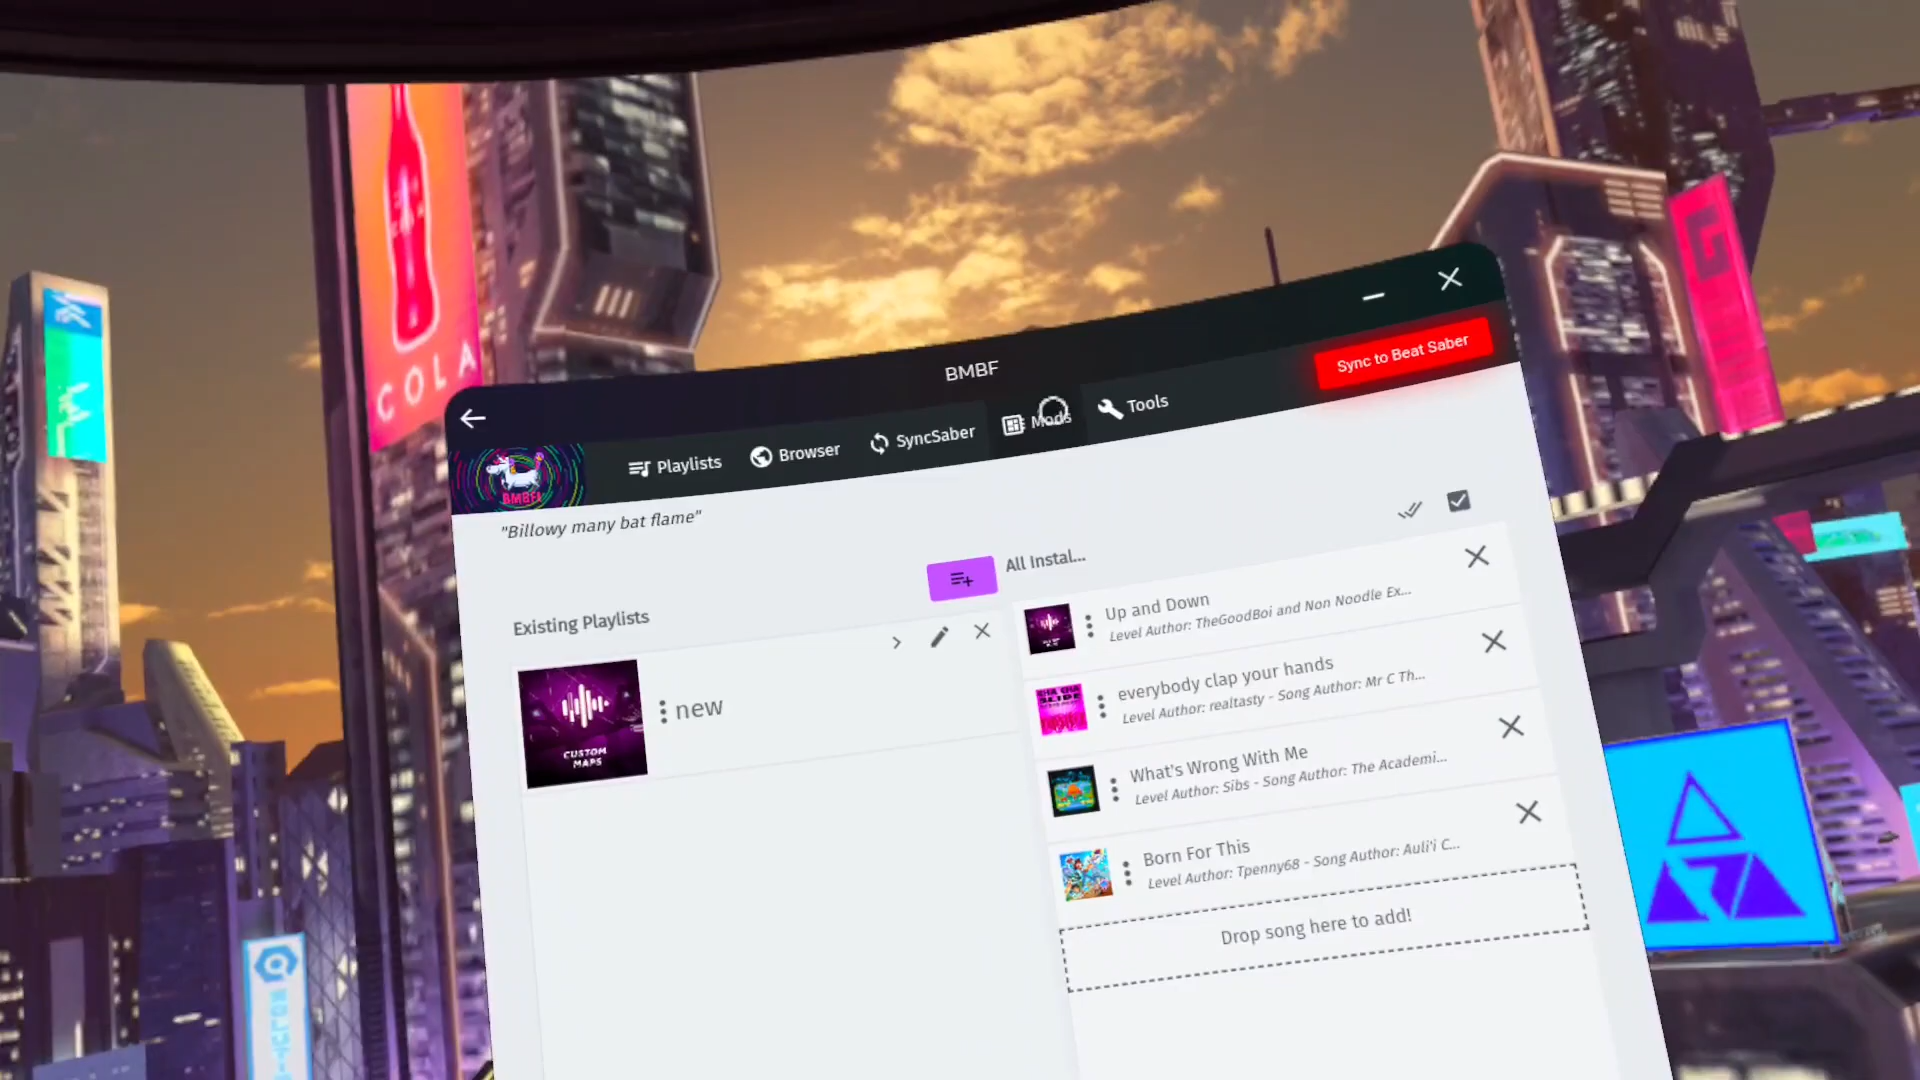 COLA
BMBF
Sync to Beat Saber
BMBF!
Playlists
Browser
SyncSaber
Mods
Tools
"Billowy many bat flame"
All Instal...
Existing Playlists
CUSTOM
MAPS
new
Up and Down
Level Author: TheGoodBoi and Non Noodle Ex...
everybody clap your hands
Level Author: realtasty - Song Author: Mr C Th...
What's Wrong With Me
Level Author: Sibs - Song Author: The Academi...
Born For This
Level Author: Tpenny68 - Song Author: Auli'i C...
Drop song here to add!